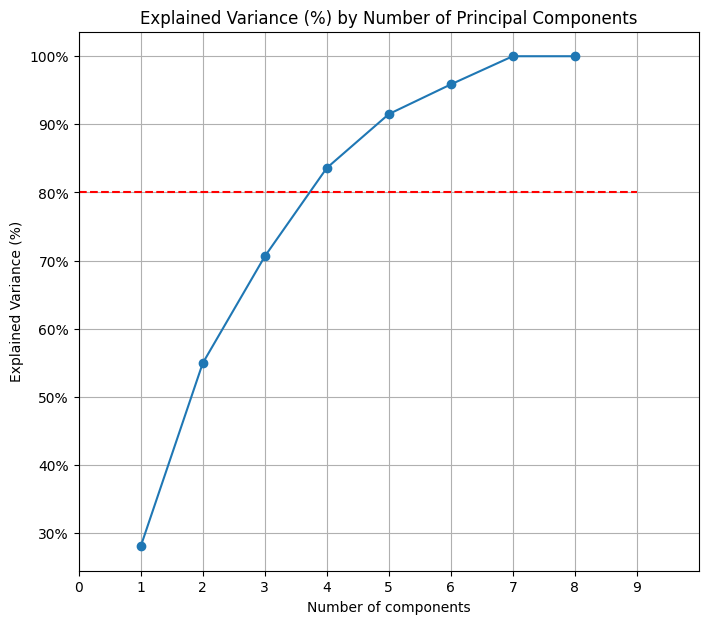 Explained Variance (%) by Number of Principal Components
100%
90%
80%
70%
60%
50%
40%
30%
Explained Variance (%)
0 1 2 3 4 5 6 7 8 9
Number of components